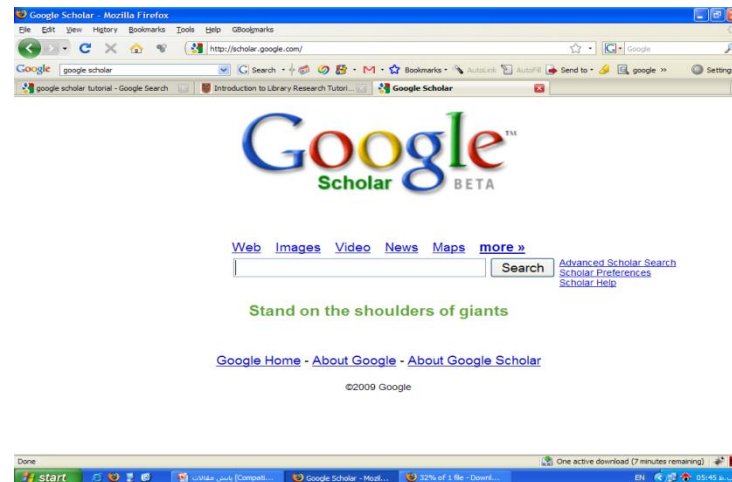 Google Scholar - Mozilla Firefox
File Edit View History Bookmarks Tools Help GBookmarks
http://scholar.google.com/ Google
Google google scholar Search Bookmarks AutoLink AutoFill Send to google » Setting
google scholar tutorial - Google Search Introduction to Library Research Tutori... Google Scholar
Google™
Scholar BETA
Web Images Video News Maps more »
Search
Advanced Scholar Search
Scholar Preferences
Scholar Help
Stand on the shoulders of giants
Google Home - About Google - About Google Scholar
©2009 Google
Done One active download (7 minutes remaining)
start [Compati... Google Scholar - Mozil... 32% of 1 file - Downl... EN 05:45